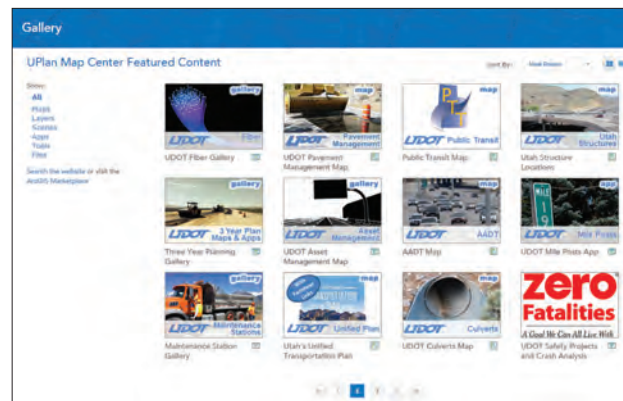 Gallery
UPlan Map Center Featured Content
Sort By:
Show:
All
Maps
Layers
Scenes
Apps
Tools
Files
Search the website or visit the
ArcGIS Marketplace
gallery
UDOT Fiber
UDOT Fiber Gallery
map
UDOT Pavement
Management
UDOT Pavement
Management Map
map
PTT
UDOT Public Transit
Public Transit Map
map
UDOT Utah
Structures
Utah Structure
Locations
gallery
UDOT 3 Year Plan
Maps & Apps
Three Year Planning
Gallery
gallery
UDOT Asset
Management
UDOT Asset
Management Map
map
UDOT AADT
AADT Map
app
MILE
19
UDOT Mile Posts
UDOT Mile Posts App
gallery
UDOT Maintenance
Stations
Maintenance Station
Gallery
map
UDOT Unified Plan
Utah's Unified
Transportation Plan
map
UDOT Culverts
UDOT Culverts Map
zero
Fatalities
A Goal We Can All Live With
UDOT Safety Projects
and Crash Analysis